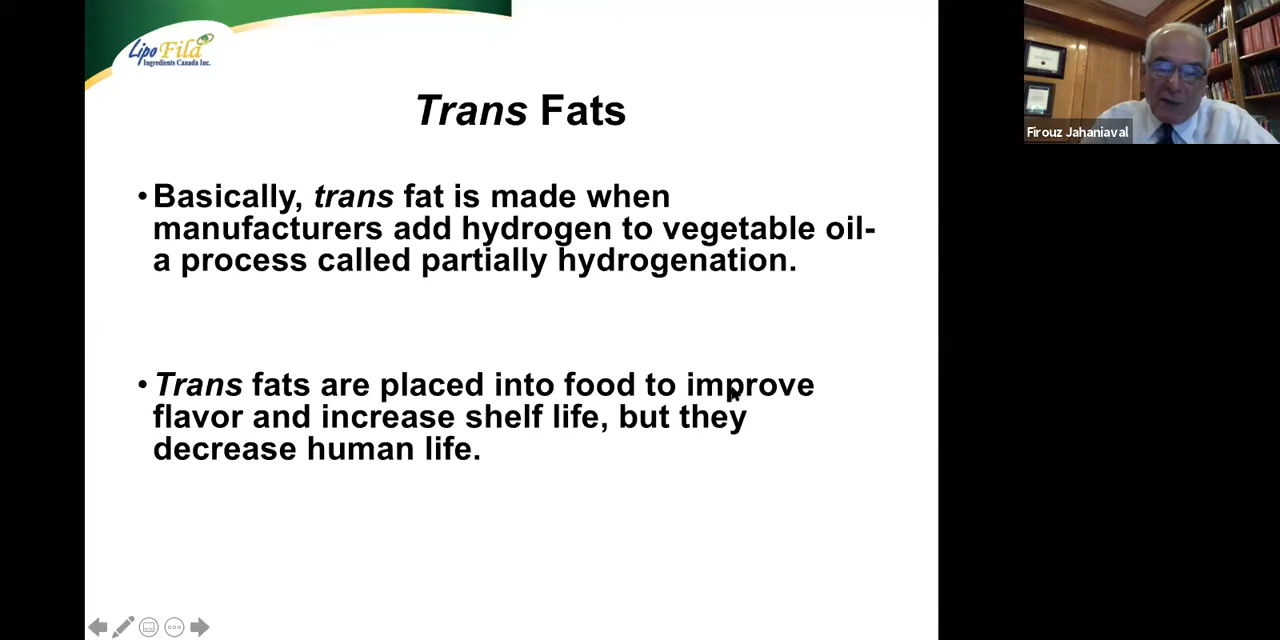 Lipo Fila
Ingredients Canada Inc.
Trans Fats
•Basically, trans fat is made when
manufacturers add hydrogen to vegetable oil-
a process called partially hydrogenation.
•Trans fats are placed into food to improve
flavor and increase shelf life, but they
decrease human life.
Firouz Jahaniaval